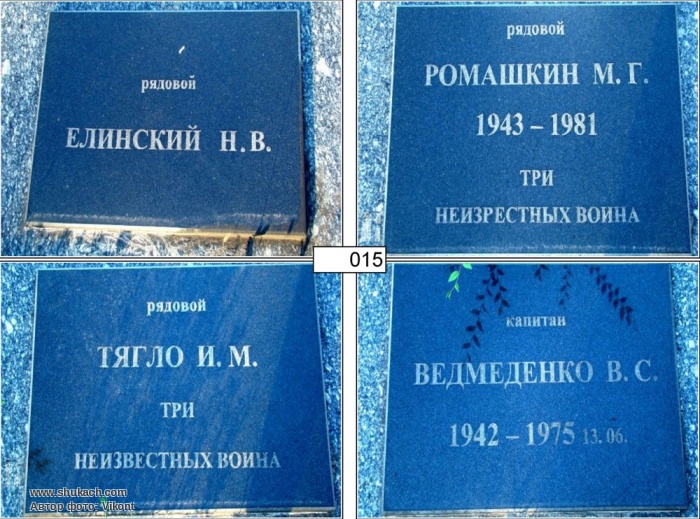 рядовой
ЕЛИНСКИЙ Н.В.
рядовой
РОМАШКИН М.Г.
1943 – 1981
ТРИ
НЕИЗРЕСТНЫХ ВОИНА
015
рядовой
ТЯГЛО И.М.
ТРИ
НЕИЗВЕСТНЫХ ВОИНА
капитан
ВЕДМЕДЕНКО В.С.
1942 – 1975 13.06.
www.shukach.com
Автор фото: Vikont